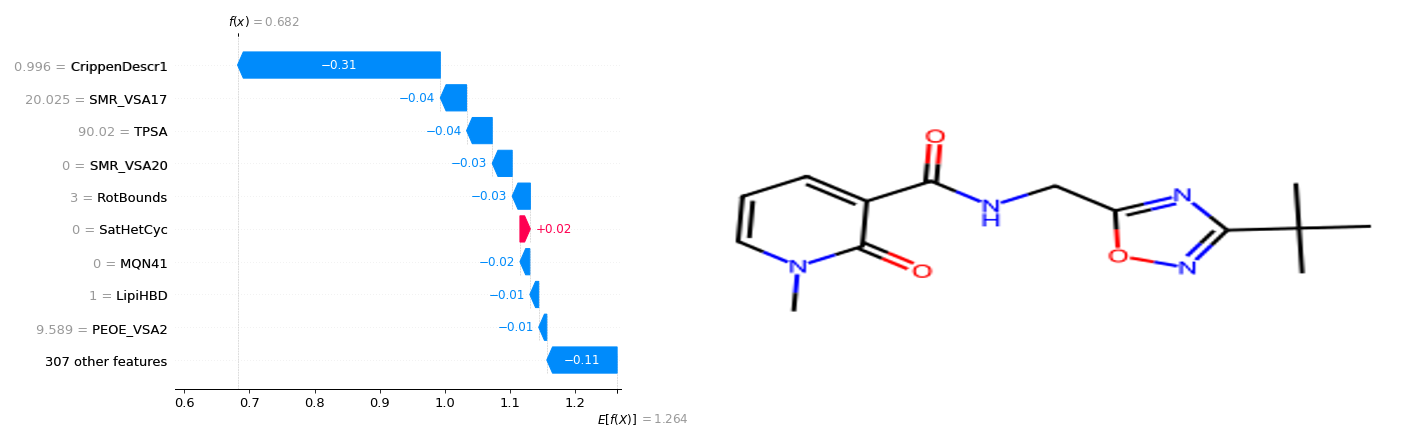 f(x) = 0.682
0.996 = CrippenDescr1 −0.31
20.025 = SMR_VSA17 −0.04
90.02 = TPSA −0.04
0 = SMR_VSA20 −0.03
3 = RotBounds −0.03
0 = SatHetCyc +0.02
0 = MQN41 −0.02
1 = LipiHBD −0.01
9.589 = PEOE_VSA2 −0.01
307 other features −0.11
0.6 0.7 0.8 0.9 1.0 1.1 1.2
E[f(X)] = 1.264
O
N
N
H
O
N
O
N